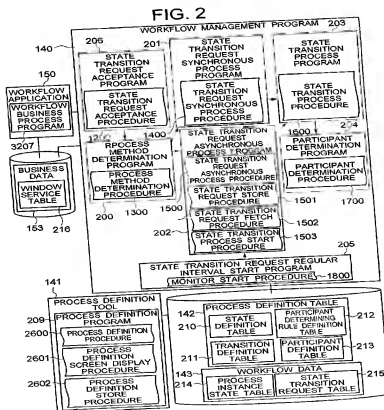 FIG. 2
WORKFLOW MANAGEMENT PROGRAM
203
140
206
201
150
WORKFLOW
APPLICATION
WORKFLOW
BUSINESS
PROCESS
PROGRAM
3207
BUSINESS
DATA
WINDOW
SERVICE
TABLE
153
216
STATE
TRANSITION
REQUEST
ACCEPTANCE
PROGRAM
STATE
TRANSITION
REQUEST
ACCEPTANCE
PROCEDURE
STATE
TRANSITION
REQUEST
SYNCHRONOUS
PROCESS
PROGRAM
STATE
TRANSITION
REQUEST
SYNCHRONOUS
PROCESS
PROCEDURE
STATE
TRANSITION
PROCESS
PROGRAM
STATE
TRANSITION
PROCESS
PROCEDURE
1400
METHOD
DETERMINATION
PROGRAM
PROCESS
METHOD
DETERMINATION
PROCEDURE
200
1300
1500
STATE TRANSITION
REQUEST
ASYNCHRONOUS
PROCESS PROGRAM
STATE
TRANSITION
REQUEST
ASYNCHRONOUS
PROCESS PROCEDURE
STATE TRANSITION
REQUEST STORE
PROCEDURE
STATE TRANSITION
REQUEST FETCH
PROCEDURE
STATE TRANSITION
PROCESS START
PROCEDURE
202
1501
1502
1503
1600
204
PARTICIPANT
DETERMINATION
PROGRAM
PARTICIPANT
DETERMINATION
PROCEDURE
1700
205
STATE TRANSITION REQUEST REGULAR
INTERVAL START PROGRAM
MONITOR START PROCEDURE
1800
141
PROCESS DEFINITION
TOOL
209
PROCESS DEFINITION
PROGRAM
2600
PROCESS DEFINITION
PROCEDURE
2601
PROCESS
DEFINITION
SCREEN DISPLAY
PROCEDURE
2602
PROCESS
DEFINITION
STORE PROCEDURE
PROCESS DEFINITION TABLE
142
210
STATE
DEFINITION
TABLE
PARTICIPANT
DETERMINING
RULE DEFINITION
TABLE
212
211
TRANSITION
DEFINITION
TABLE
PARTICIPANT
DEFINITION
TABLE
213
143
WORKFLOW DATA
214
PROCESS
INSTANCE STATE
TABLE
STATE
TRANSITION
REQUEST TABLE
215